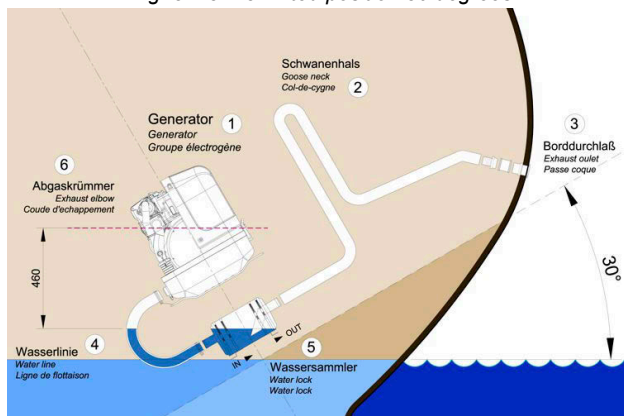 Schwanenhals
Goose neck
Col-de-cygne
2
Generator
Generator
Groupe électrogène
1
3
Borddurchlaß
Exhaust oulet
Passe coque
6
Abgaskrümmer
Exhaust elbow
Coude d'echappement
460
30°
4
Wasserlinie
Water line
Ligne de flottaison
IN
OUT
5
Wassersammler
Water lock
Water lock